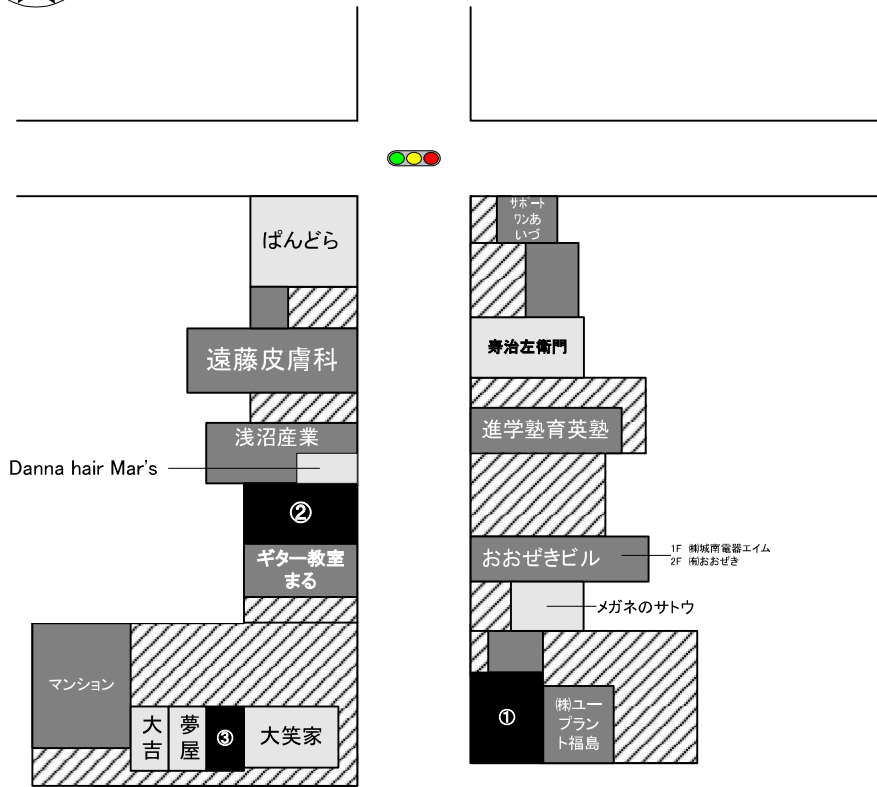 ぱんどら
遠藤皮膚科
浅沼産業
Danna hair Mar's
②
ギター教室
まる
マンション
大
吉
夢
屋
③
大笑家
サポート
ワンあ
いづ
寿治左衛門
進学塾育英塾
おおぜきビル
1F ㈱城南電器エイム
2F ㈲おおぜき
メガネのサトウ
①
㈱ユー
プラン
ト福島